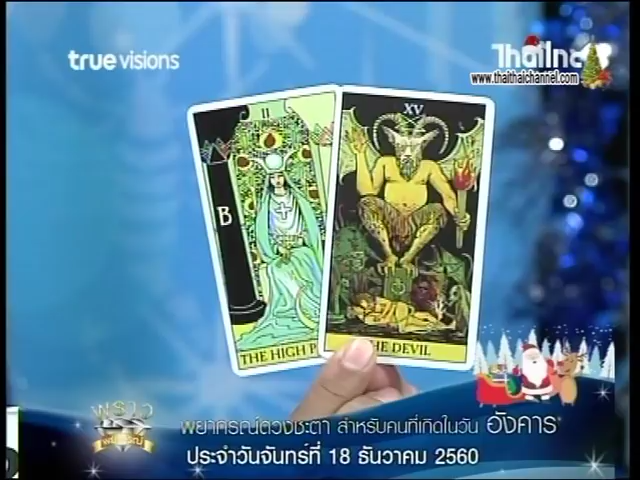 true visions
www.thaithaichannel.com
II
XV
B
THE HIGH P
THE DEVIL
พยากรณ์ดวงชะตา สำหรับคนที่เกิดในวัน อังคาร
ประจำวันจันทร์ที่ 18 ธันวาคม 2560